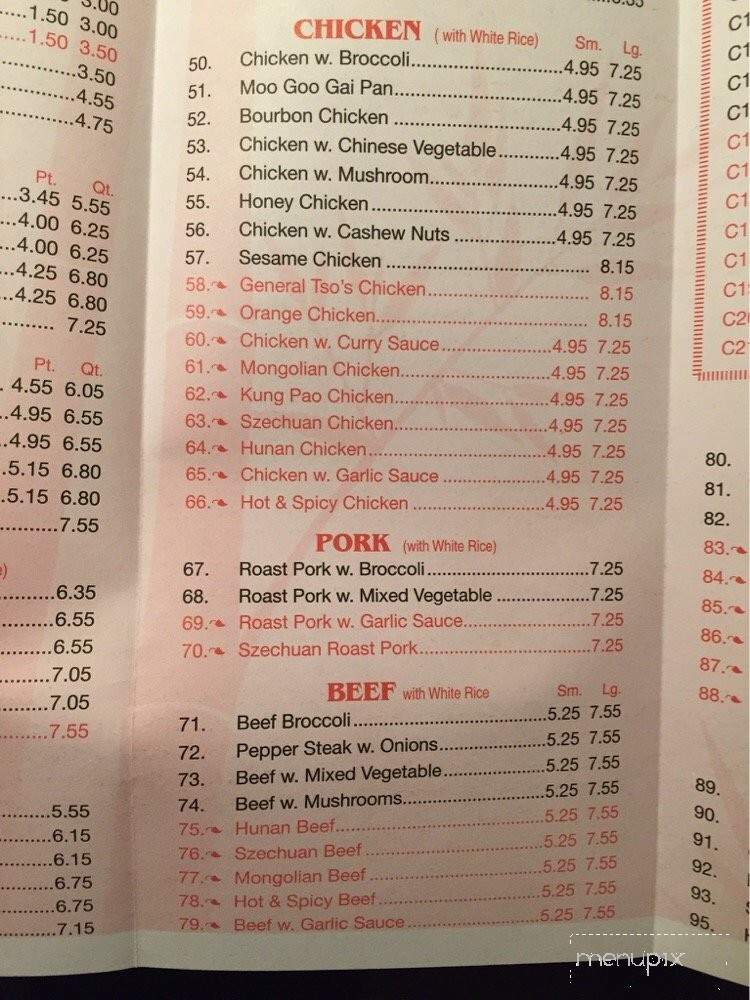 3.00
1.50 3.00
1.50 3.50
3.50
4.55
4.75
Pt. Qt.
3.45 5.55
4.00 6.25
4.00 6.25
4.25 6.80
4.25 6.80
7.25
Pt. Qt.
4.55 6.05
4.95 6.55
4.95 6.55
5.15 6.80
5.15 6.80
7.55
6.35
6.55
6.55
7.05
7.05
7.55
5.55
6.15
6.15
6.75
6.75
7.15
CHICKEN (with White Rice) Sm. Lg.
50. Chicken w. Broccoli 4.95 7.25
51. Moo Goo Gai Pan 4.95 7.25
52. Bourbon Chicken 4.95 7.25
53. Chicken w. Chinese Vegetable 4.95 7.25
54. Chicken w. Mushroom 4.95 7.25
55. Honey Chicken 4.95 7.25
56. Chicken w. Cashew Nuts 4.95 7.25
57. Sesame Chicken 8.15
58. General Tso's Chicken 8.15
59. Orange Chicken 8.15
60. Chicken w. Curry Sauce 4.95 7.25
61. Mongolian Chicken 4.95 7.25
62. Kung Pao Chicken 4.95 7.25
63. Szechuan Chicken 4.95 7.25
64. Hunan Chicken 4.95 7.25
65. Chicken w. Garlic Sauce 4.95 7.25
66. Hot & Spicy Chicken 4.95 7.25
PORK (with White Rice)
67. Roast Pork w. Broccoli 7.25
68. Roast Pork w. Mixed Vegetable 7.25
69. Roast Pork w. Garlic Sauce 7.25
70. Szechuan Roast Pork 7.25
BEEF with White Rice Sm. Lg.
71. Beef Broccoli 5.25 7.55
72. Pepper Steak w. Onions 5.25 7.55
73. Beef w. Mixed Vegetable 5.25 7.55
74. Beef w. Mushrooms 5.25 7.55
75. Hunan Beef 5.25 7.55
76. Szechuan Beef 5.25 7.55
77. Mongolian Beef 5.25 7.55
78. Hot & Spicy Beef 5.25 7.55
79. Beef w. Garlic Sauce 5.25 7.55
80.
81.
82.
83.
84.
85.
86.
87.
88.
89.
90.
91.
92.
93.
95.
menupix